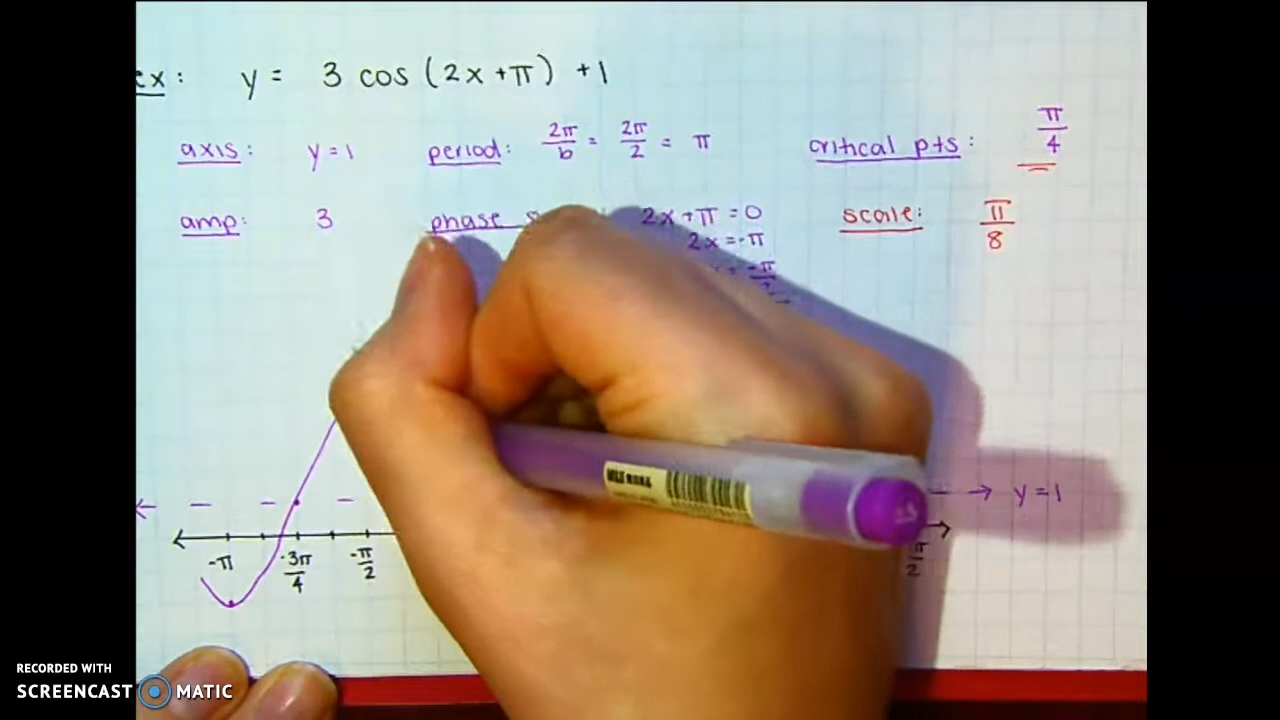 ex: y = 3 cos (2x + π) + 1
axis: y = 1 period: 2π/b = 2π/2 = π critical pts: π/4
amp: 3 phase 2x + π = 0 scale: π/8
2x = -π
-π
y = 1
-π -3π/4 -π/2 π/2
RECORDED WITH
SCREENCAST MATIC